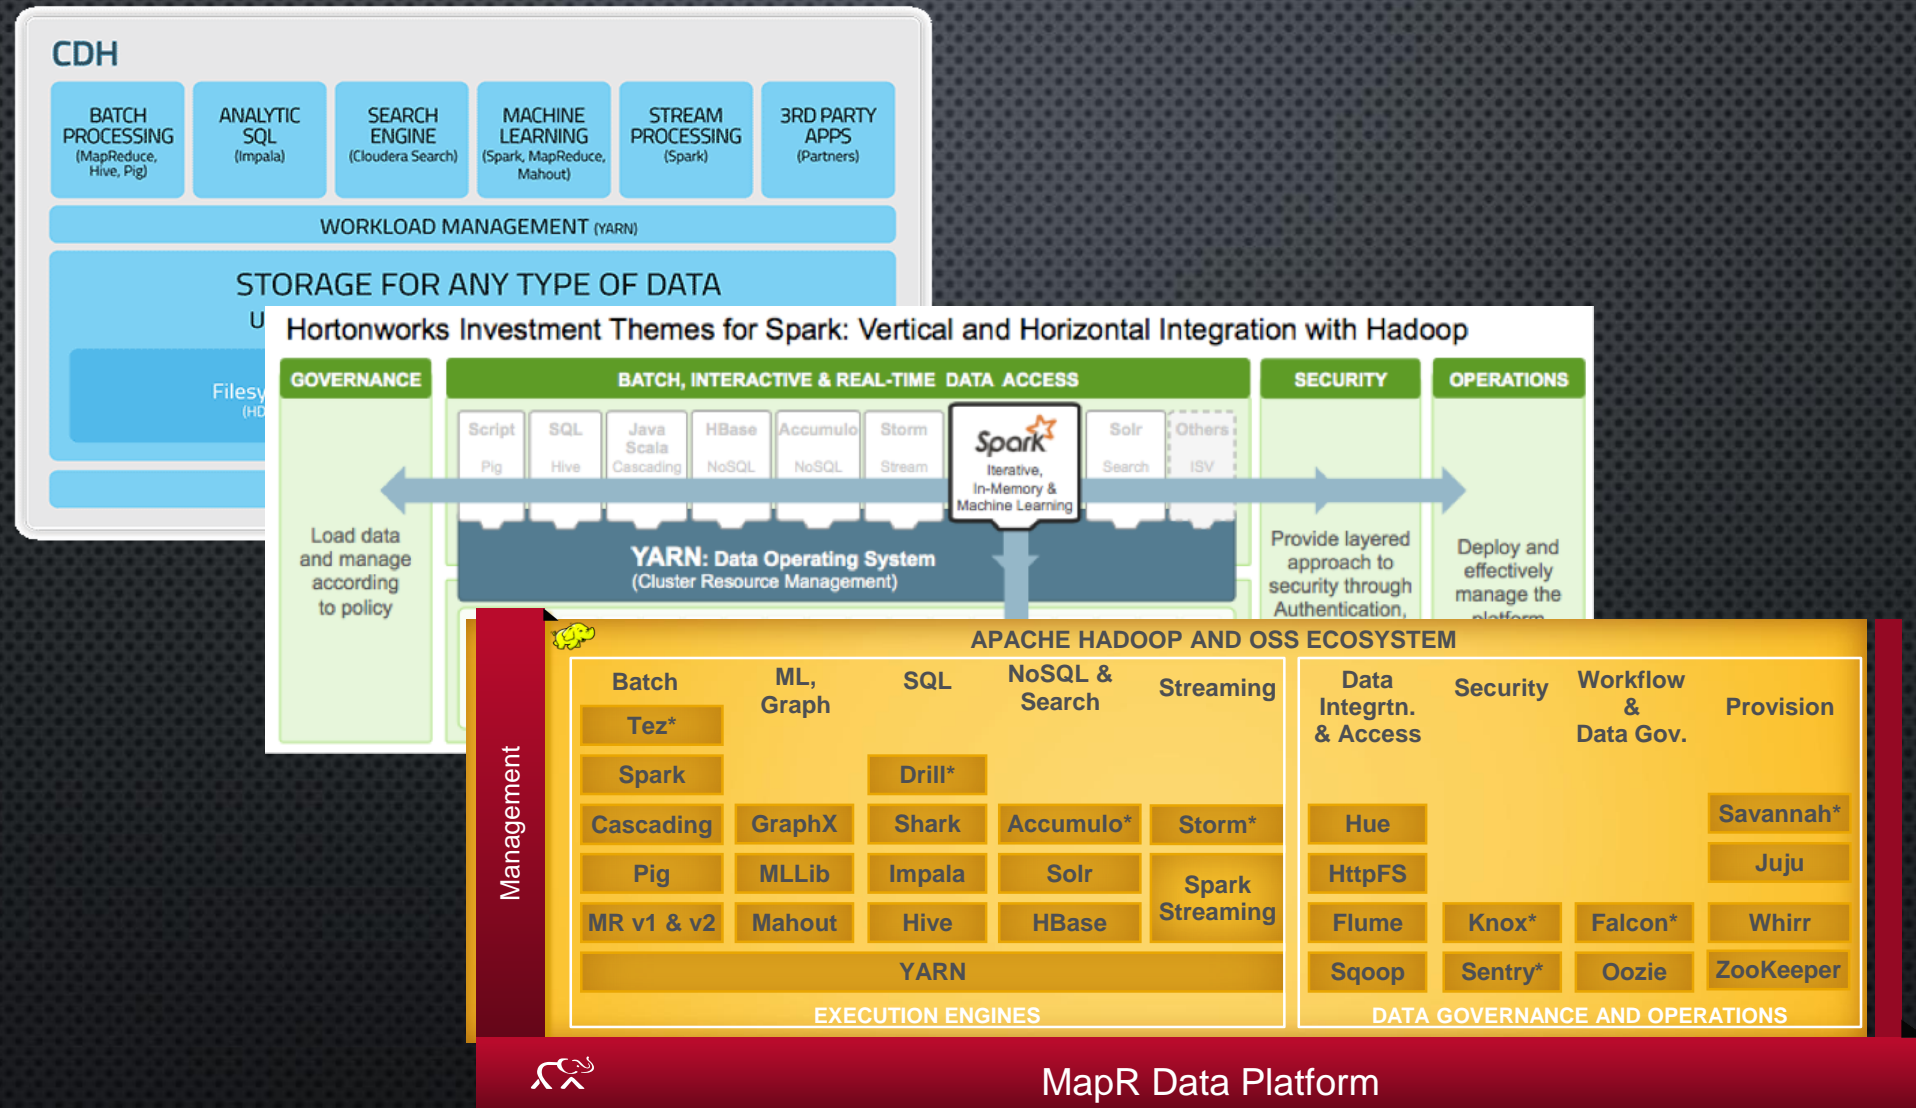 CDH
BATCH
PROCESSING
(MapReduce,
Hive, Pig)
ANALYTIC
SQL
(Impala)
SEARCH
ENGINE
(Cloudera Search)
MACHINE
LEARNING
(Spark, MapReduce,
Mahout)
STREAM
PROCESSING
(Spark)
3RD PARTY
APPS
(Partners)
WORKLOAD MANAGEMENT (YARN)
STORAGE FOR ANY TYPE OF DATA
Hortonworks Investment Themes for Spark: Vertical and Horizontal Integration with Hadoop
GOVERNANCE
Load data
and manage
according
to policy
BATCH, INTERACTIVE & REAL-TIME DATA ACCESS
Script
Pig
SQL
Hive
Java
Scala
Cascading
HBase
NoSQL
Accumulo
NoSQL
Storm
Stream
Spark
Iterative,
In-Memory &
Machine Learning
Solr
Search
Others
ISV
YARN: Data Operating System
(Cluster Resource Management)
SECURITY
Provide layered
approach to
security through
Authentication,
OPERATIONS
Deploy and
effectively
manage the
platform
Management
APACHE HADOOP AND OSS ECOSYSTEM
Batch
Tez*
Spark
Cascading
Pig
MR v1 & v2
ML,
Graph
GraphX
MLLib
Mahout
SQL
Drill*
Shark
Impala
Hive
NoSQL &
Search
Accumulo*
Solr
HBase
Streaming
Storm*
Spark
Streaming
YARN
EXECUTION ENGINES
Data
Integrtn.
& Access
Hue
HttpFS
Flume
Sqoop
Security
Knox*
Sentry*
Workflow
&
Data Gov.
Falcon*
Oozie
Provision
Savannah*
Juju
Whirr
ZooKeeper
DATA GOVERNANCE AND OPERATIONS
MapR Data Platform